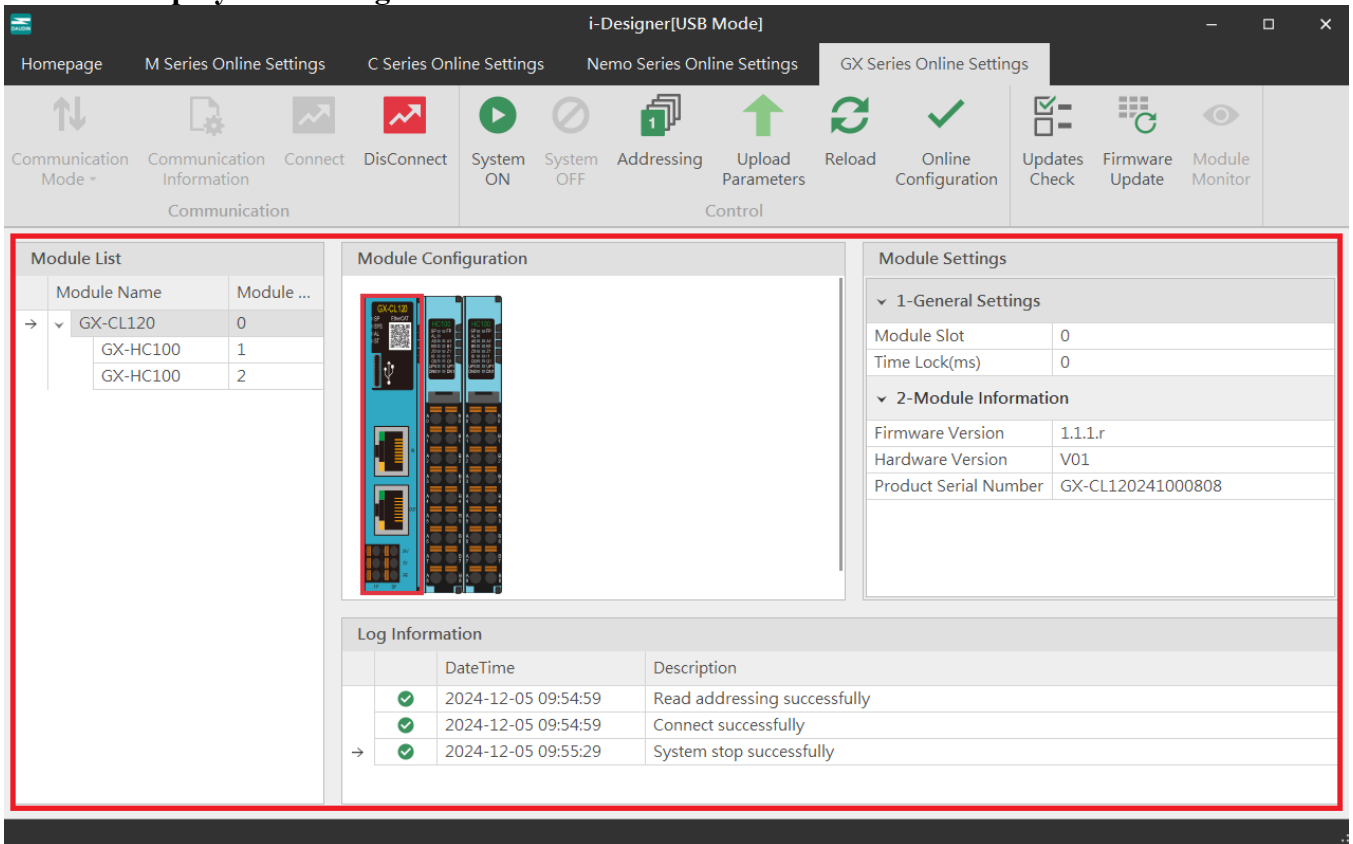 i-Designer[USB Mode]
Homepage M Series Online Settings C Series Online Settings Nemo Series Online Settings GX Series Online Settings
Communication Mode Communication Information Connect DisConnect System ON System OFF Addressing Upload Parameters Reload Online Configuration Updates Check Firmware Update Module Monitor
Communication Control
Module List
Module Name Module ...
GX-CL120 0
GX-HC100 1
GX-HC100 2
Module Configuration
GX-CL120
EtherCAT
HC100 HC100
Module Settings
1-General Settings
Module Slot 0
Time Lock(ms) 0
2-Module Information
Firmware Version 1.1.1.r
Hardware Version V01
Product Serial Number GX-CL120241000808
Log Information
DateTime Description
2024-12-05 09:54:59 Read addressing successfully
2024-12-05 09:54:59 Connect successfully
2024-12-05 09:55:29 System stop successfully